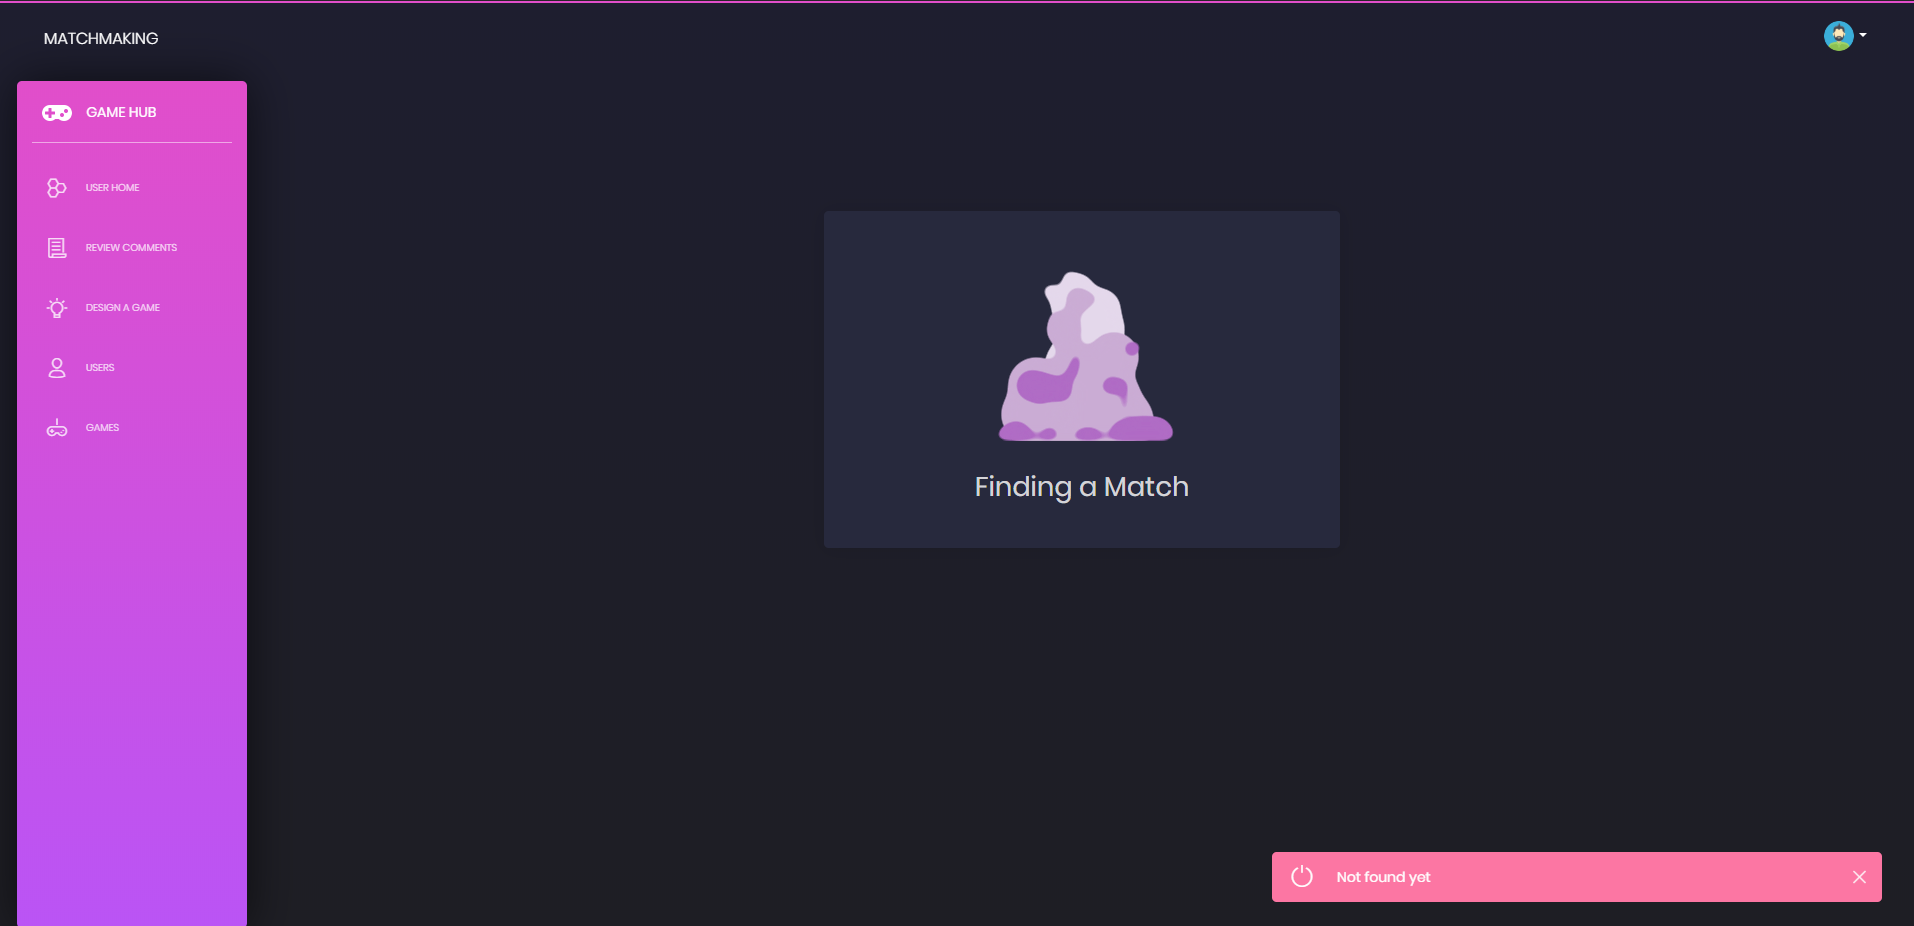 MATCHMAKING
GAME HUB
USER HOME
REVIEW COMMENTS
DESIGN A GAME
USERS
GAMES
Finding a Match
Not found yet